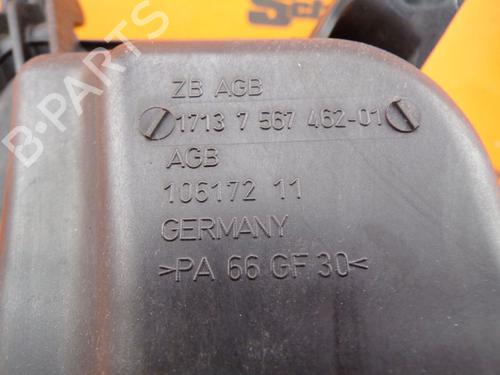 ZB AGB
1713 7 567 462-01
AGB
106172 11
GERMANY
>PA 66 GF 30<
B-PARTS